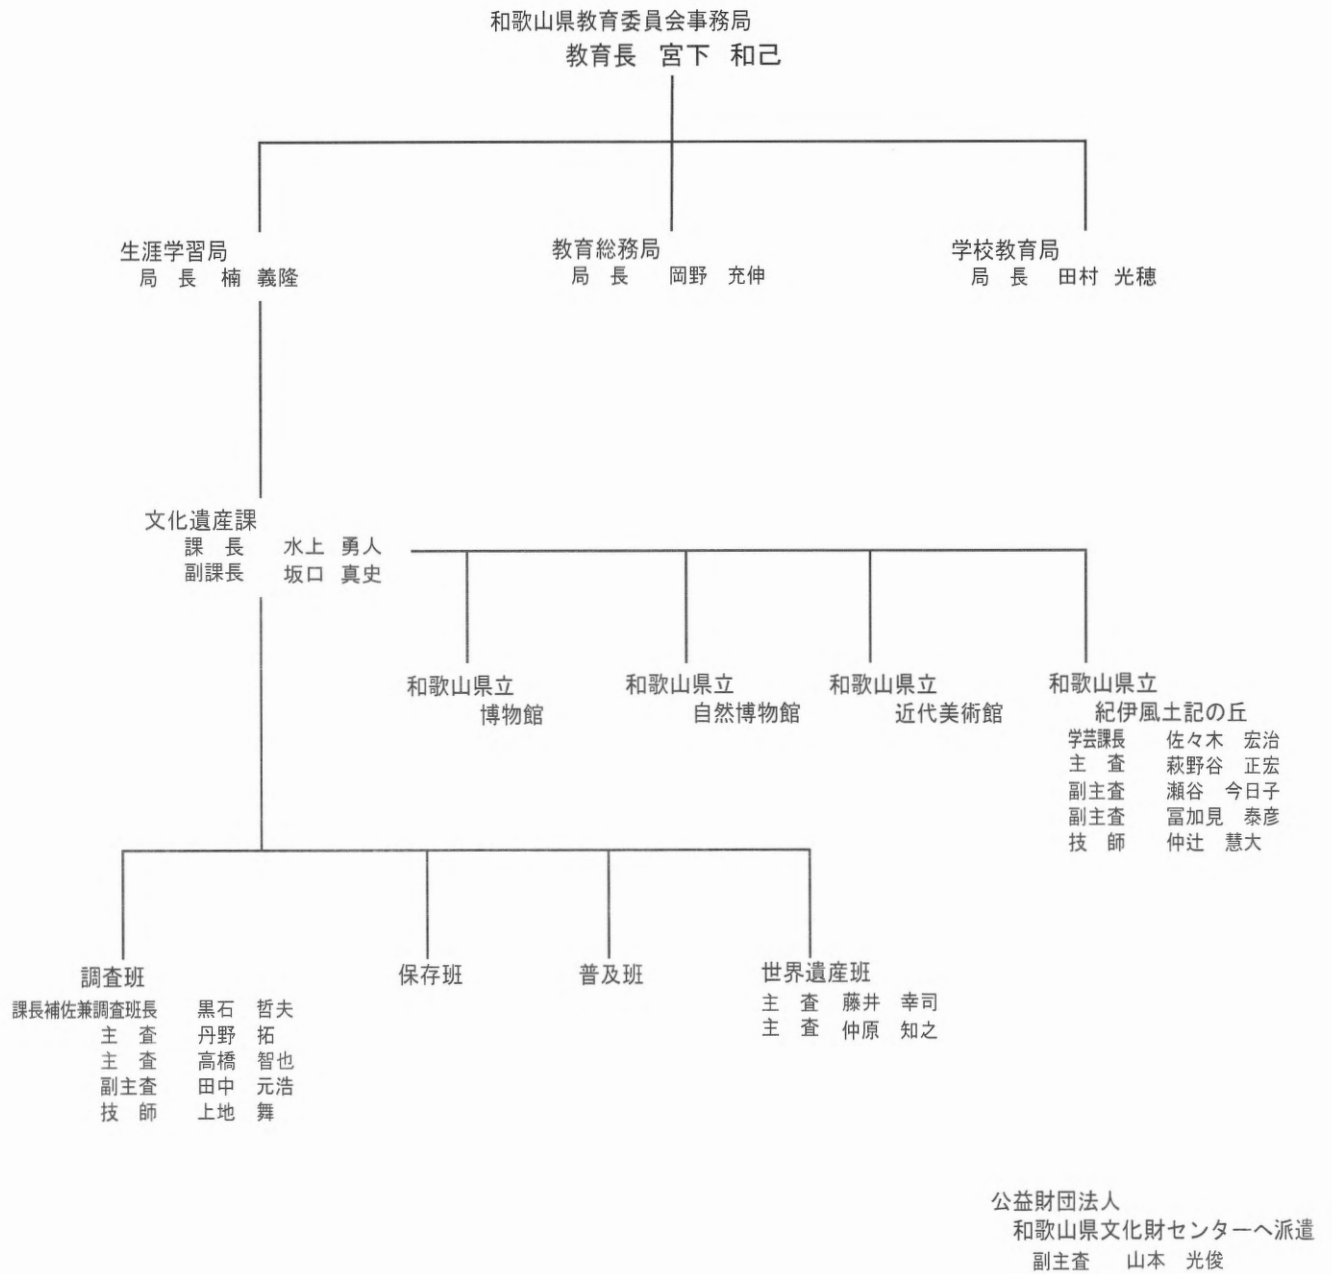 和歌山県教育委員会事務局
教育長 宮下 和己
生涯学習局
局 長 楠 義隆
教育総務局
局 長 岡野 充伸
学校教育局
局 長 田村 光穂
文化遺産課
課 長 水上 勇人
副課長 坂口 真史
和歌山県立
博物館
和歌山県立
自然博物館
和歌山県立
近代美術館
和歌山県立
紀伊風土記の丘
学芸課長 佐々木 宏治
主 査 萩野谷 正宏
副主査 瀬谷 今日子
副主査 冨加見 泰彦
技 師 仲辻 慧大
調査班
課長補佐兼調査班長 黒石 哲夫
主 査 丹野 拓
主 査 高橋 智也
副主査 田中 元浩
技 師 上地 舞
保存班
普及班
世界遺産班
主 査 藤井 幸司
主 査 仲原 知之
公益財団法人
和歌山県文化財センターへ派遣
副主査 山本 光俊